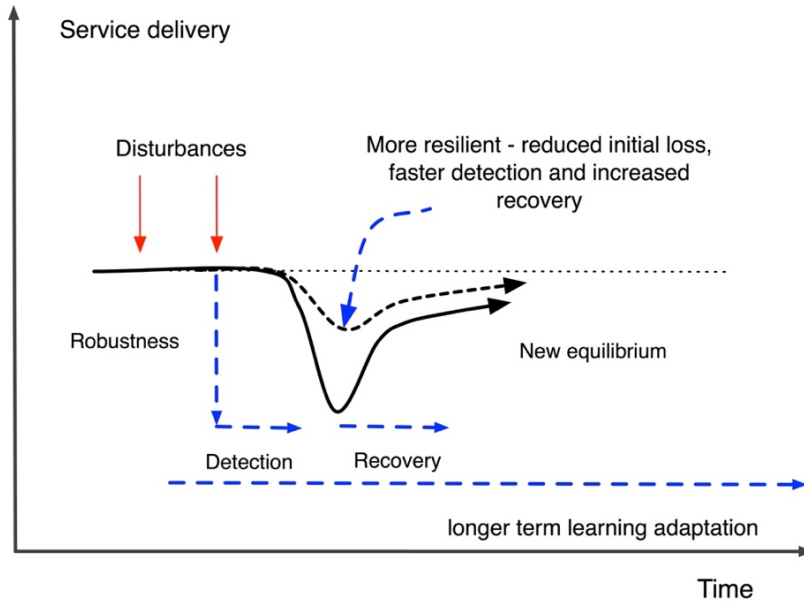 Service delivery
Disturbances
More resilient - reduced initial loss,
faster detection and increased
recovery
Robustness
New equilibrium
Detection
Recovery
longer term learning adaptation
Time